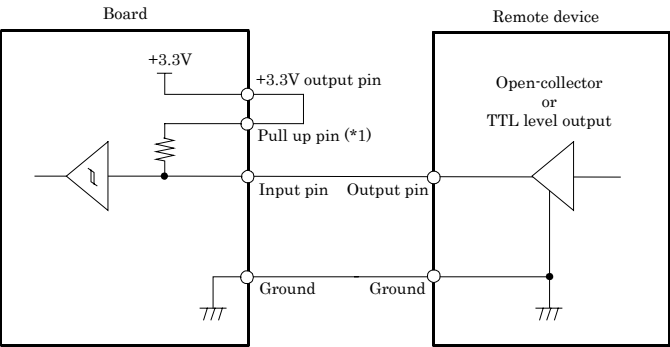 Board
Remote device
+3.3V
+3.3V output pin
Pull up pin (*1)
Input pin
Output pin
Ground
Ground
Open-collector
or
TTL level output